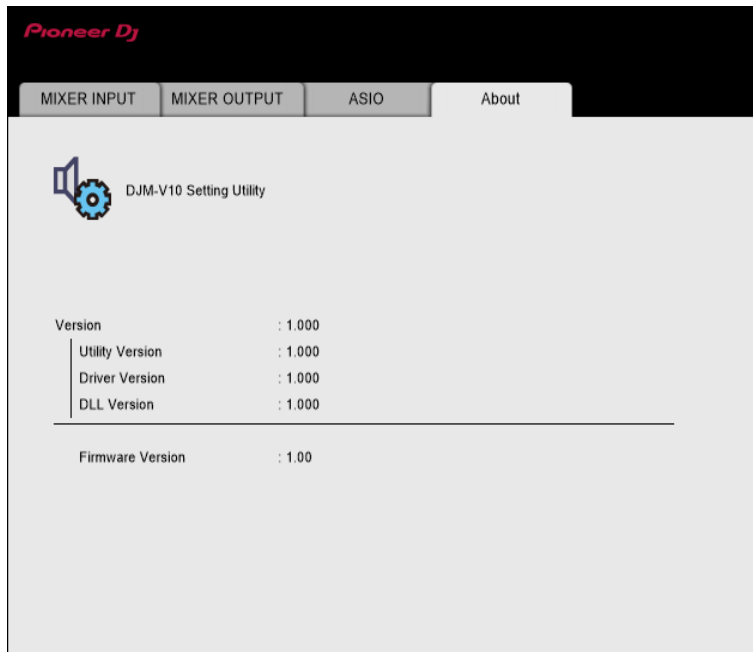 Pioneer Dj
MIXER INPUT MIXER OUTPUT ASIO About
DJM-V10 Setting Utility
Version : 1.000
Utility Version : 1.000
Driver Version : 1.000
DLL Version : 1.000
Firmware Version : 1.00